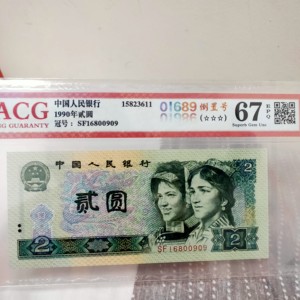 ACG
NG GUARANTY
中国人民银行
1990年贰圆
冠号: SF16800909
15823611
01689 倒置号
(☆☆☆)
67 EPQ
Superb Gem Unc
中国人民银行
贰圆
2
SF16800909
2
2